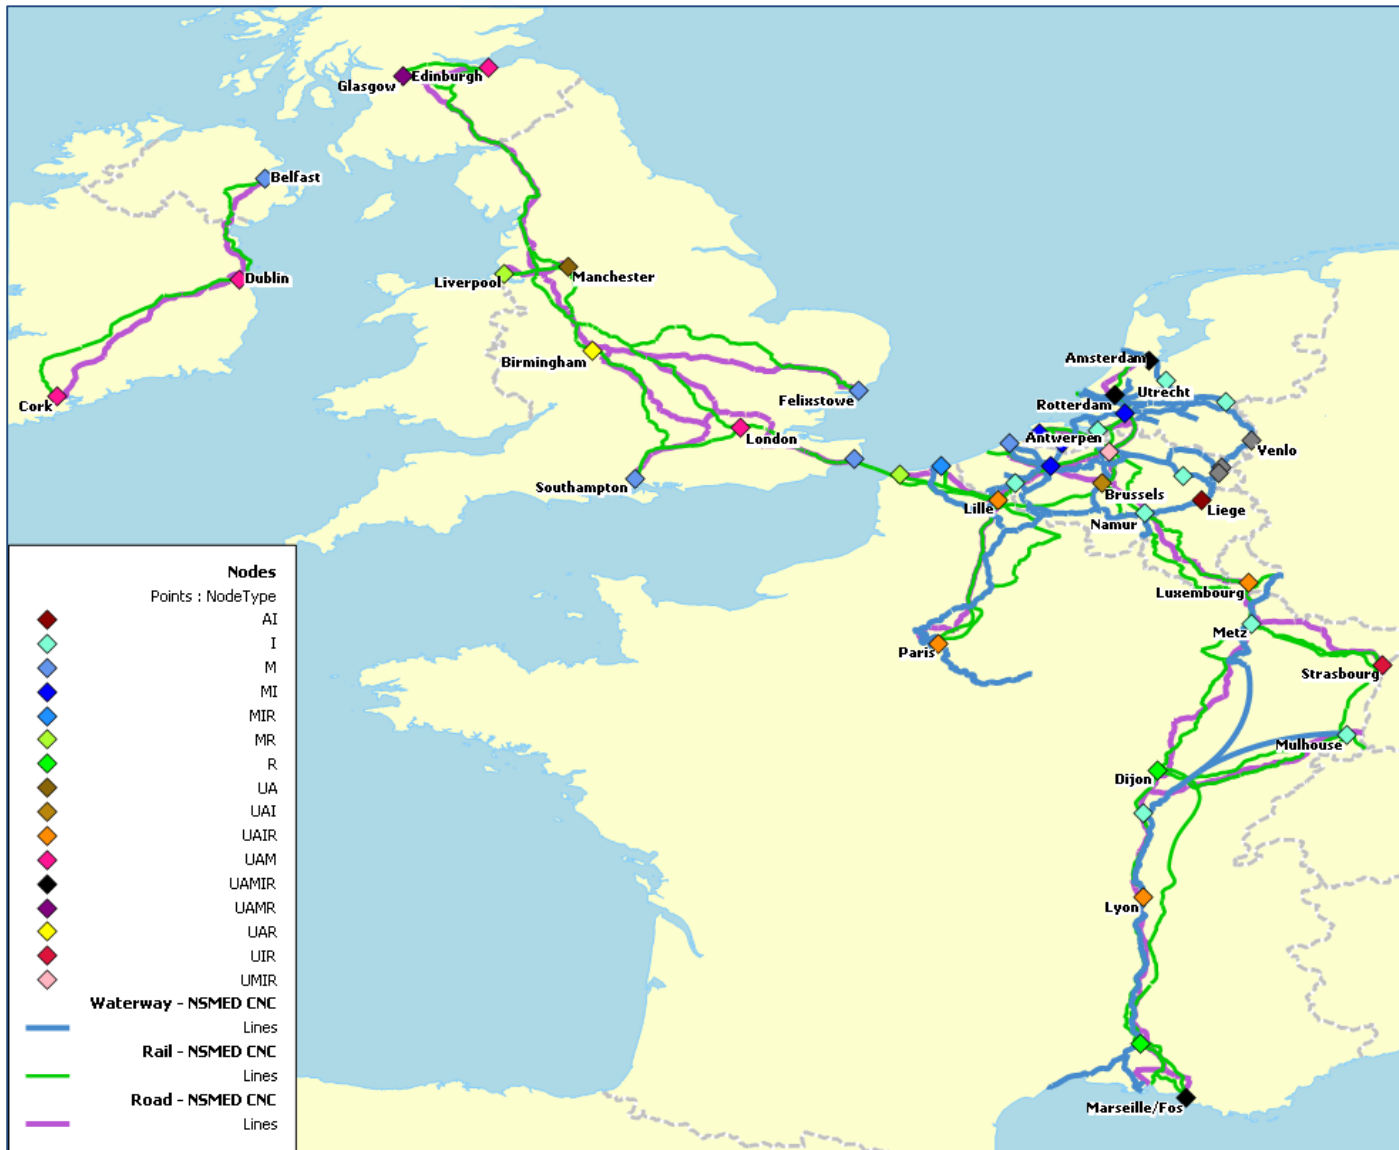 Edinburgh
Glasgow
Belfast
Dublin
Cork
Liverpool
Manchester
Birmingham
Felixstowe
London
Southampton
Amsterdam
Utrecht
Rotterdam
Antwerpen
Venlo
Brussels
Lille
Namur
Liege
Luxembourg
Metz
Paris
Strasbourg
Mulhouse
Dijon
Lyon
Marseille/Fos
Nodes
Points : NodeType
AI
I
M
MI
MIR
MR
R
UA
UAI
UAIR
UAM
UAMIR
UAMR
UAR
UIR
UMIR
Waterway - NSMED CNC
Lines
Rail - NSMED CNC
Lines
Road - NSMED CNC
Lines